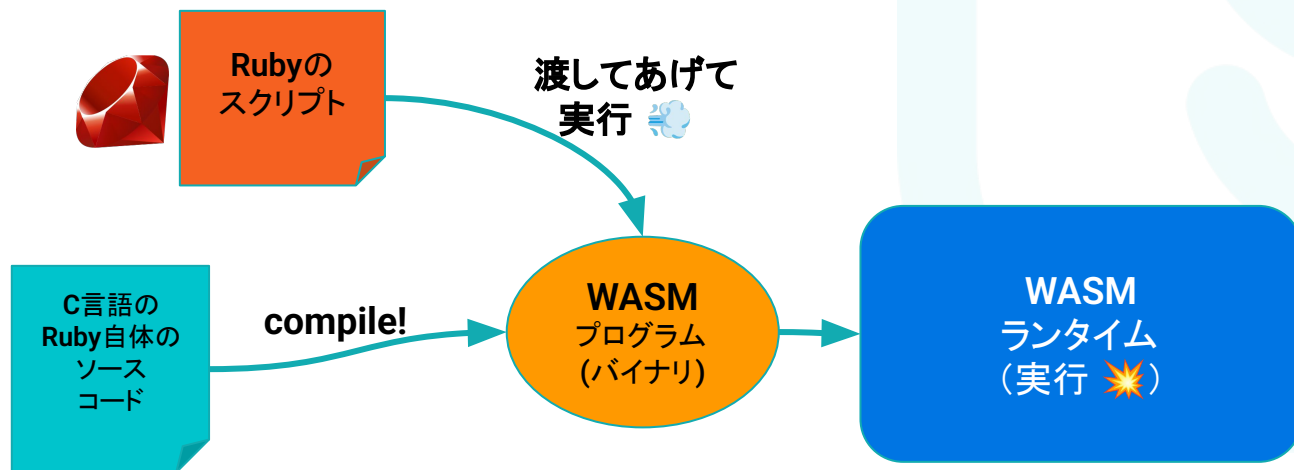 Rubyの
スクリプト
渡してあげて
実行 💨
C言語の
Ruby自体の
ソース
コード
compile!
WASM
プログラム
(バイナリ)
WASM
ランタイム
（実行 💥）